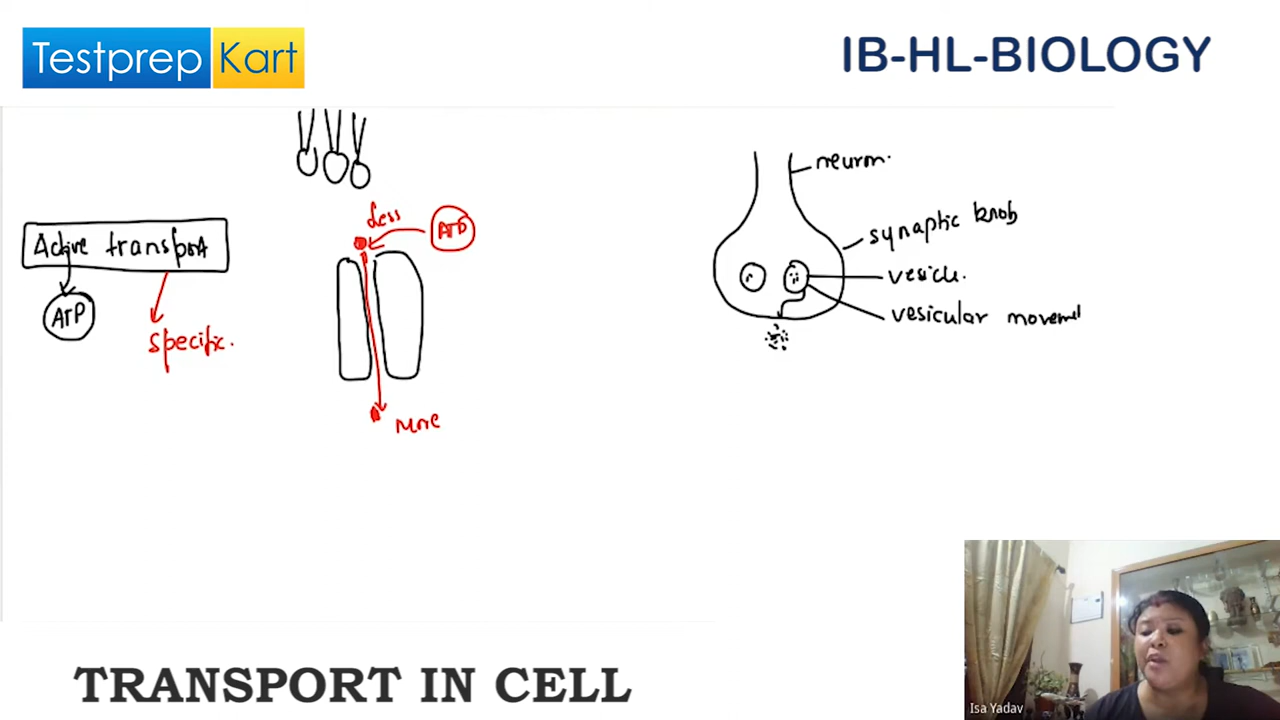 Testprep Kart
IB-HL-BIOLOGY
neuron.
synaptic knob
vesicle.
vesicular movemet
Less
ATP
Active transport
ATP
specific.
More
TRANSPORT IN CELL
Isa Yadav